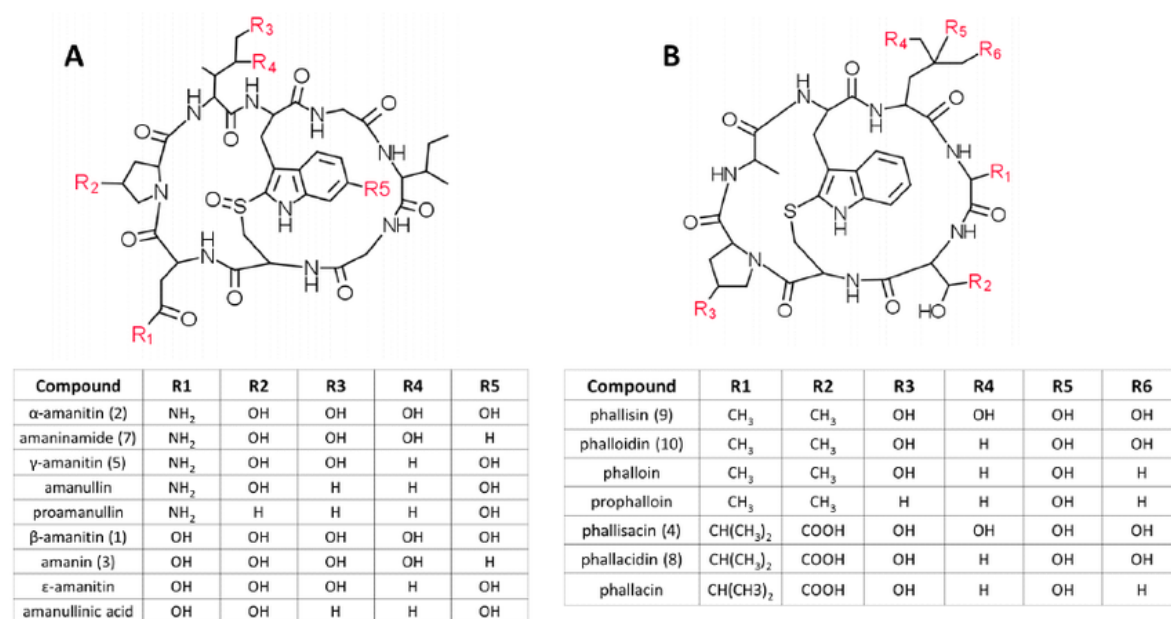 A
B
R3
R4
R2
R5
R1
R4
R5
R6
R1
R2
R3
O
H
N
H
N
O
O
HN
H
O
NH
O
N
O=S
NH
O
NH
O
H
N
O
N
H
O
O
O
H
N
O
HN
O
NH
O
NH
O
NH
HO
S
N
H
N
O
N
H
O
Compound R1 R2 R3 R4 R5
α-amanitin (2) NH2 OH OH OH OH
amaninamide (7) NH2 OH OH OH H
γ-amanitin (5) NH2 OH OH H OH
amanullin NH2 OH H H OH
proamanullin NH2 H H H OH
β-amanitin (1) OH OH OH OH OH
amanin (3) OH OH OH OH H
ε-amanitin OH OH OH H OH
amanullinic acid OH OH H H OH
Compound R1 R2 R3 R4 R5 R6
phallisin (9) CH3 CH3 OH OH OH OH
phalloidin (10) CH3 CH3 OH H OH OH
phalloin CH3 CH3 OH H OH H
prophalloin CH3 CH3 H H OH H
phallisacin (4) CH(CH3)2 COOH OH OH OH OH
phallacidin (8) CH(CH3)2 COOH OH H OH OH
phallacin CH(CH3)2 COOH OH H OH H